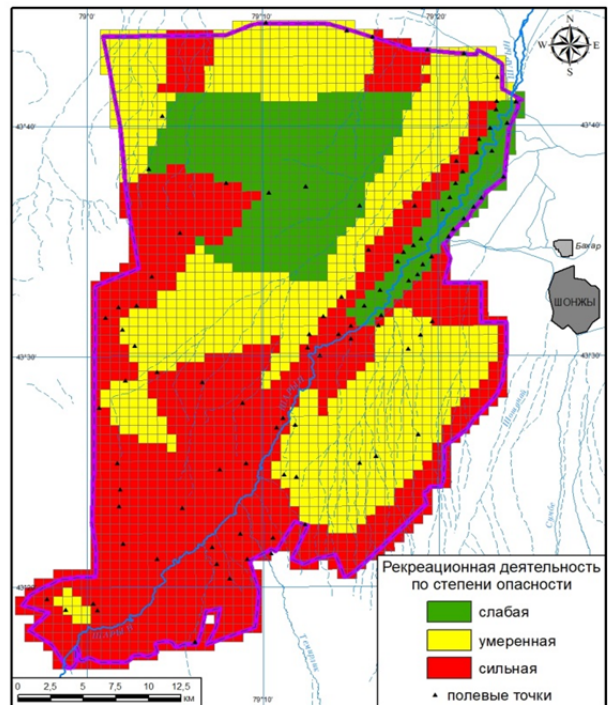 79°0' 79°10' 79°20'
N
W E
S
43°40'
43°40'
Бахар
ШОНЖЫ
43°30'
43°30'
ШАРЫН
Темирлик
79°10'
0 2,5 5 7,5 10 12,5
КМ
Рекреационная деятельность
по степени опасности
слабая
умеренная
сильная
полевые точки